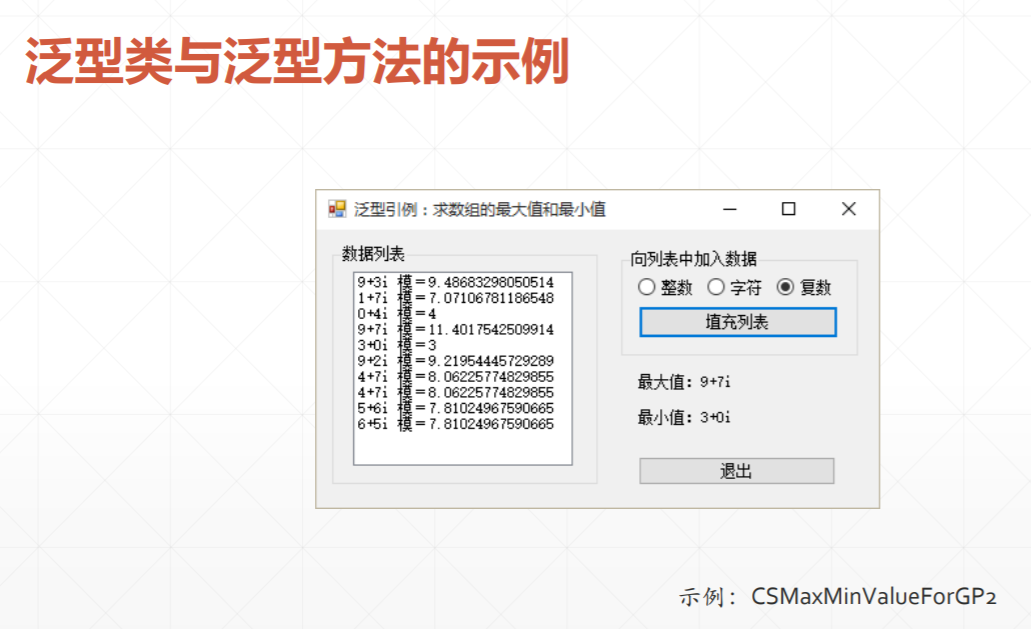 泛型类与泛型方法的示例
泛型引例：求数组的最大值和最小值
数据列表
9+3i 模=9.48683298050514
1+7i 模=7.07106781186548
0+4i 模=4
9+7i 模=11.4017542509914
3+0i 模=3
9+2i 模=9.21954445729289
4+7i 模=8.06225774829855
4+7i 模=8.06225774829855
5+6i 模=7.81024967590665
6+5i 模=7.81024967590665
向列表中加入数据
整数 字符 复数
填充列表
最大值：9+7i
最小值：3+0i
退出
示例：CSMaxMinValueForGP2